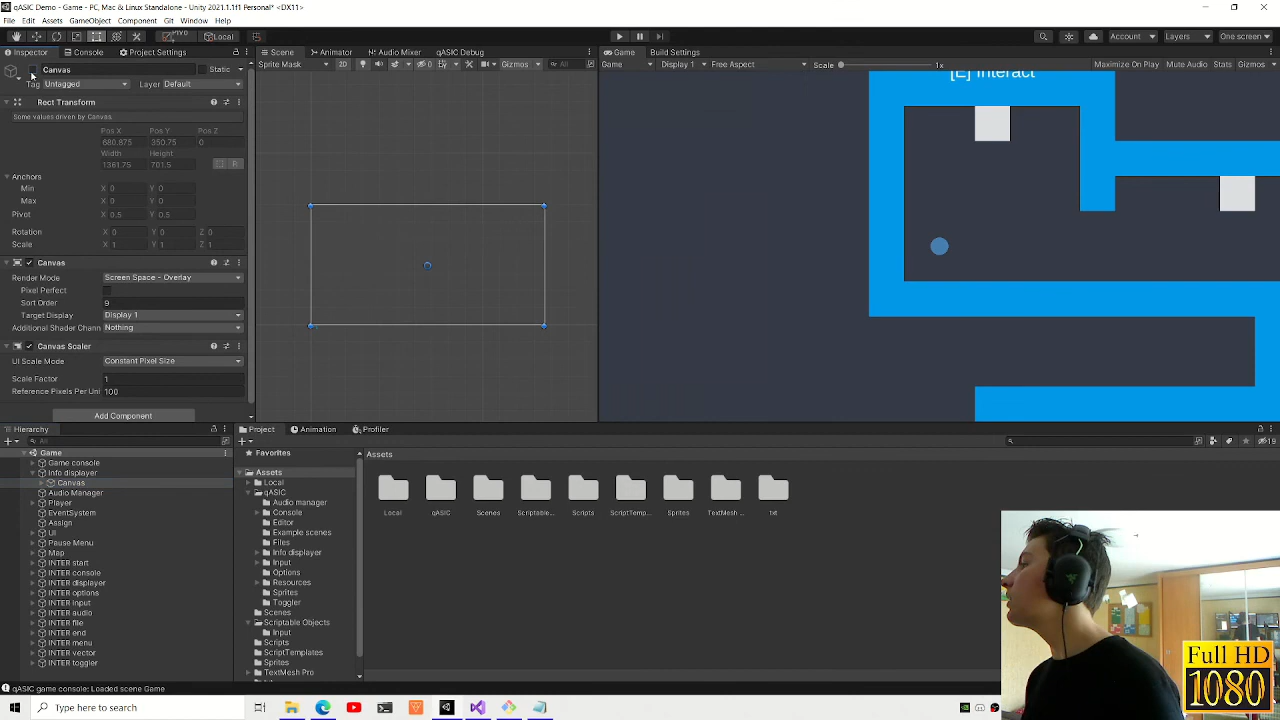 qASIC Demo - Game - PC, Mac & Linux Standalone - Unity 2021.1.1f1 Personal* <DX11>
File Edit Assets GameObject Component Git Window Help
Pivot Local Account Layers Layout
Inspector Console Project Settings
Canvas Static
Tag Untagged Layer Default
Rect Transform
Some values driven by Canvas.
Pos X Pos Y Pos Z
680.875 350.75 0
Width Height
1361.75 701.5
R
Anchors
Min X 0 Y 0
Max X 0 Y 0
Pivot X 0.5 Y 0.5
Rotation X 0 Y 0 Z 0
Scale X 1 Y 1 Z 1
Canvas
Render Mode Screen Space - Overlay
Pixel Perfect
Sort Order 9
Target Display Display 1
Additional Shader Chann Nothing
Canvas Scaler
UI Scale Mode Constant Pixel Size
Scale Factor 1
Reference Pixels Per Uni 100
Add Component
Scene Animator Audio Mixer qASIC Debug
Sprite Mask 2D 0 Gizmos All
Game Build Settings
Game Display 1 Free Aspect Scale 1x Maximize On Play Mute Audio Stats Gizmos
[E] Interact
Hierarchy
All
Game
Game console
Info displayer
Canvas
Audio Manager
Player
EventSystem
Assign
UI
Pause Menu
Map
INTER start
INTER console
INTER displayer
INTER options
INTER input
INTER audio
INTER file
INTER end
INTER menu
INTER vector
INTER toggler
Project Animation Profiler
Favorites
Assets
Local
qASIC
Audio manager
Console
Editor
Example scenes
Files
Info displayer
Input
Options
Resources
Sprites
Toggler
Scenes
Scriptable Objects
Input
Scripts
ScriptTemplates
Sprites
TextMesh Pro
Assets
Local qASIC Scenes Scriptable... Scripts ScriptTemp... Sprites TextMesh ... txt
qASIC game console: Loaded scene Game
Type here to search
Full HD
1080